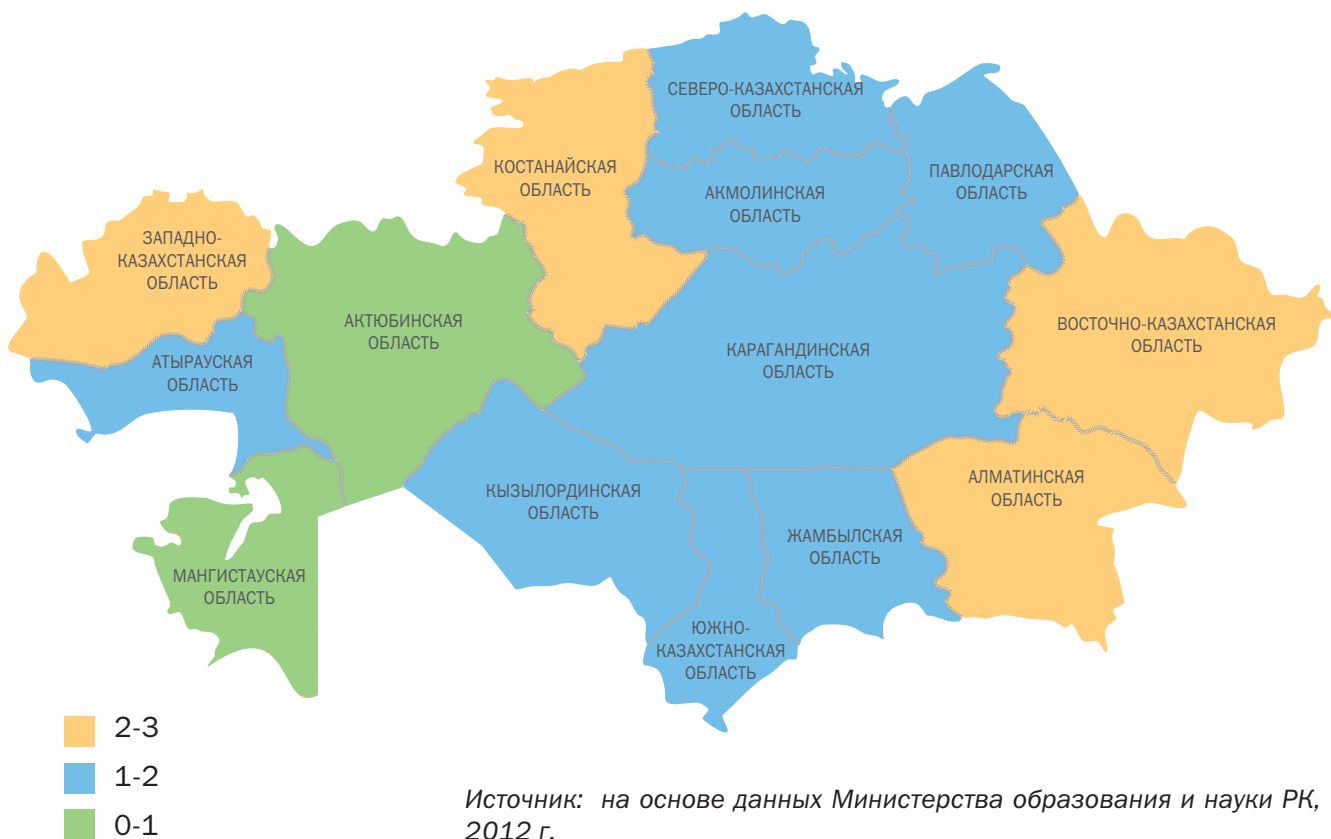 СЕВЕРО-КАЗАХСТАНСКАЯ
ОБЛАСТЬ
КОСТАНАЙСКАЯ
ОБЛАСТЬ
ПАВЛОДАРСКАЯ
ОБЛАСТЬ
АКМОЛИНСКАЯ
ОБЛАСТЬ
ЗАПАДНО-
КАЗАХСТАНСКАЯ
ОБЛАСТЬ
АКТЮБИНСКАЯ
ОБЛАСТЬ
ВОСТОЧНО-КАЗАХСТАНСКАЯ
ОБЛАСТЬ
КАРАГАНДИНСКАЯ
ОБЛАСТЬ
АТЫРАУСКАЯ
ОБЛАСТЬ
АЛМАТИНСКАЯ
ОБЛАСТЬ
КЫЗЫЛОРДИНСКАЯ
ОБЛАСТЬ
ЖАМБЫЛСКАЯ
ОБЛАСТЬ
МАНГИСТАУСКАЯ
ОБЛАСТЬ
ЮЖНО-
КАЗАХСТАНСКАЯ
ОБЛАСТЬ
2-3
1-2
0-1
Источник: на основе данных Министерства образования и науки РК,
2012 г.